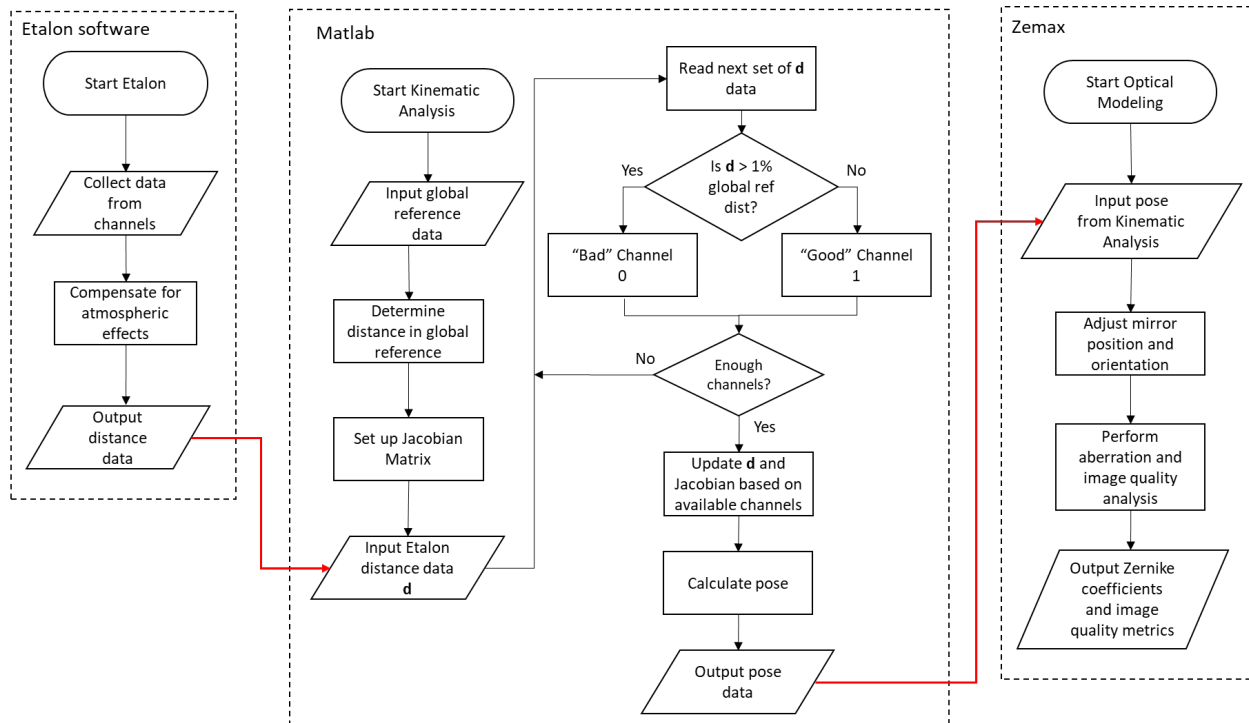 Etalon software
Start Etalon
Collect data
from
channels
Compensate for
atmospheric
effects
Output
distance
data
Matlab
Start Kinematic
Analysis
Input global
reference
data
Determine
distance in global
reference
Set up Jacobian
Matrix
Input Etalon
distance data
d
Read next set of d
data
Is d > 1%
global ref
dist?
Yes
No
“Bad” Channel
0
“Good” Channel
1
Enough
channels?
No
Yes
Update d and
Jacobian based on
available channels
Calculate pose
Output pose
data
Zemax
Start Optical
Modeling
Input pose
from Kinematic
Analysis
Adjust mirror
position and
orientation
Perform
aberration and
image quality
analysis
Output Zernike
coefficients
and image
quality metrics